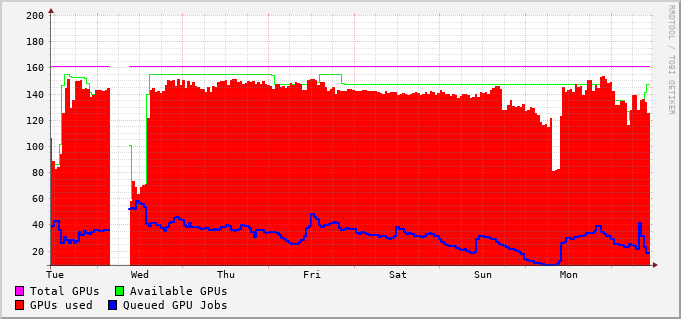 200
180
160
140
120
100
80
60
40
20
Tue Wed Thu Fri Sat Sun Mon
Total GPUs Available GPUs
GPUs used Queued GPU Jobs
RRDTOOL / TOBI OETIKER